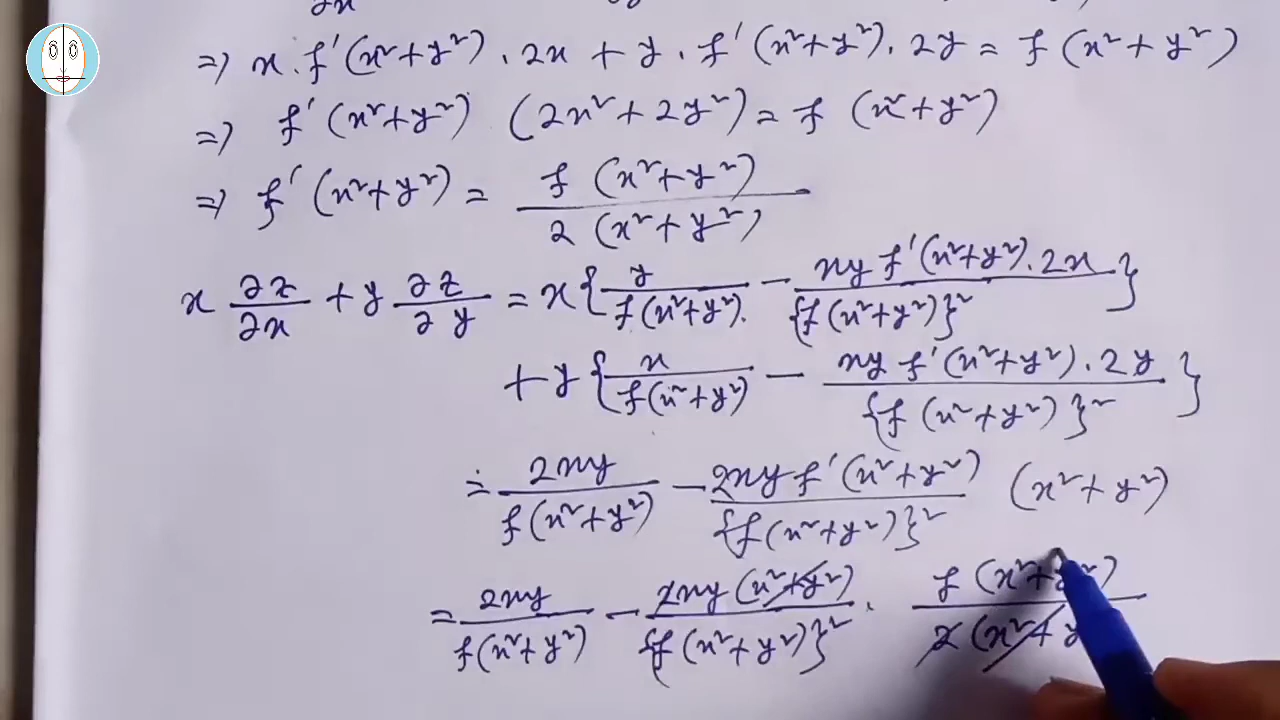 ∂x
⇒ x. f'(x²+y²) . 2x + y. f'(x²+y²). 2y = f (x²+y²)
⇒ f'(x²+y²) (2x²+2y²) = f (x²+y²)
⇒ f'(x²+y²) = f (x²+y²) / 2 (x²+y²)
x ∂z/∂x + y ∂z/∂y = x{ y / f(x²+y²). − xy f'(x²+y²).2x / {f(x²+y²)}² }
+ y { x / f(x²+y²) − xy f'(x²+y²). 2y / {f (x²+y²)}² }
= 2xy / f(x²+y²) − 2xy f'(x²+y²) / {f(x²+y²)}² (x²+y²)
= 2xy / f(x²+y²) − 2xy (x²+y²) / {f (x²+y²)}² . f (x²+y²) / 2 (x²+y